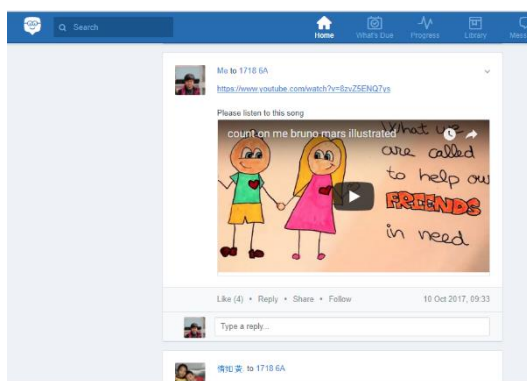 Search
Home
What's Due
Progress
Library
Me to 1718 6A
https://www.youtube.com/watch?v=8zvZ5ENQ7ys
Please listen to this song
count on me bruno mars illustrated
What we
are called
to help our
FRIENDS
in need
Like (4) • Reply • Share • Follow
10 Oct 2017, 09:33
Type a reply...
to 1718 6A